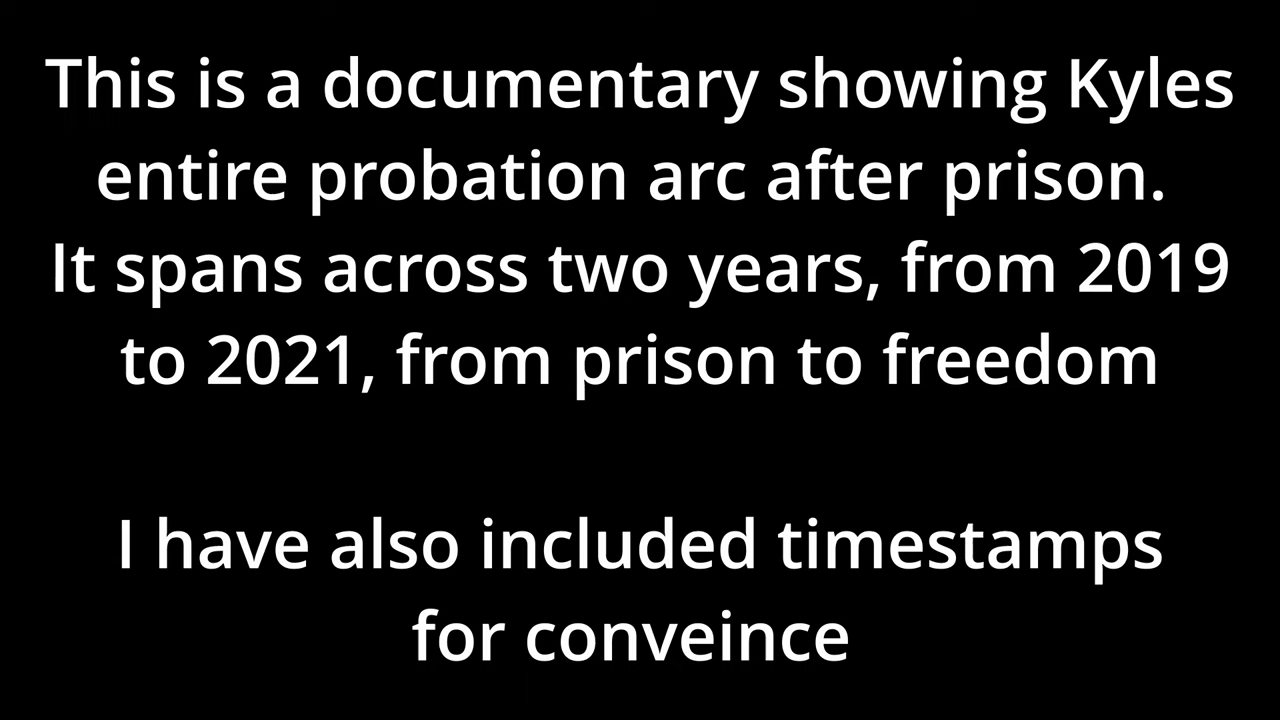 This is a documentary showing Kyles
entire probation arc after prison.
It spans across two years, from 2019
to 2021, from prison to freedom
I have also included timestamps
for conveince